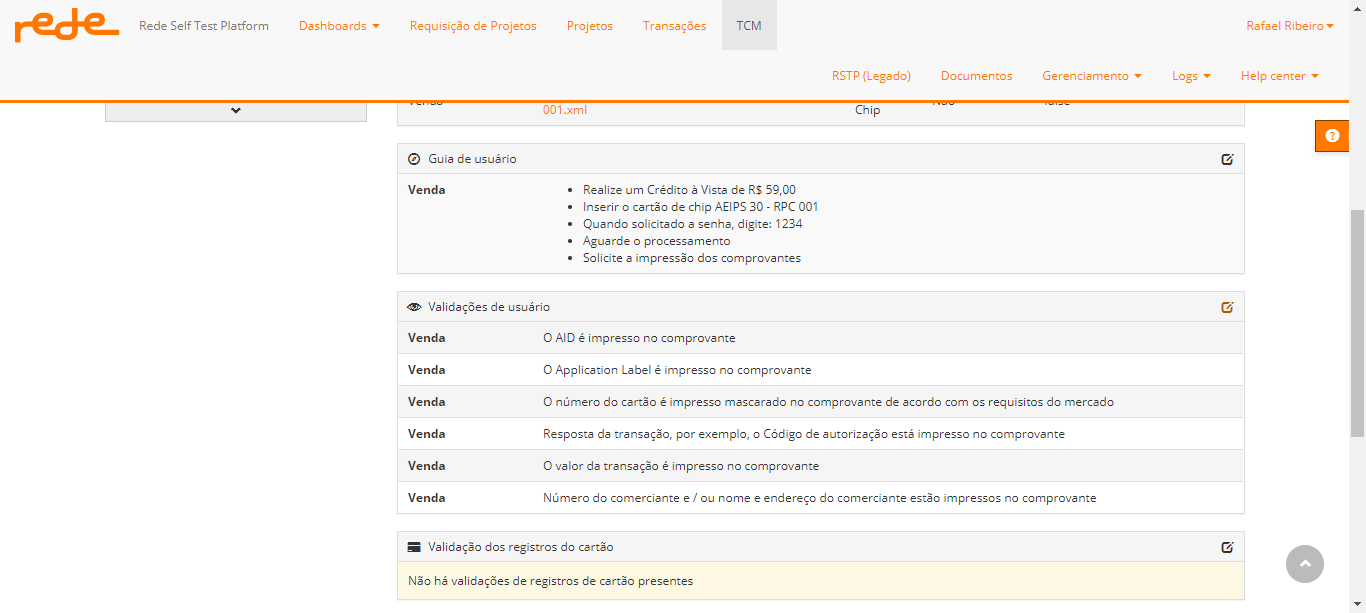 rede Rede Self Test Platform Dashboards Requisição de Projetos Projetos Transações TCM Rafael Ribeiro
RSTP (Legado) Documentos Gerenciamento Logs Help center
Venda Não false
001.xml Chip
Guia de usuário
Venda
Realize um Crédito à Vista de R$ 59,00
Inserir o cartão de chip AEIPS 30 - RPC 001
Quando solicitado a senha, digite: 1234
Aguarde o processamento
Solicite a impressão dos comprovantes
Validações de usuário
Venda O AID é impresso no comprovante
Venda O Application Label é impresso no comprovante
Venda O número do cartão é impresso mascarado no comprovante de acordo com os requisitos do mercado
Venda Resposta da transação, por exemplo, o Código de autorização está impresso no comprovante
Venda O valor da transação é impresso no comprovante
Venda Número do comerciante e / ou nome e endereço do comerciante estão impressos no comprovante
Validação dos registros do cartão
Não há validações de registros de cartão presentes